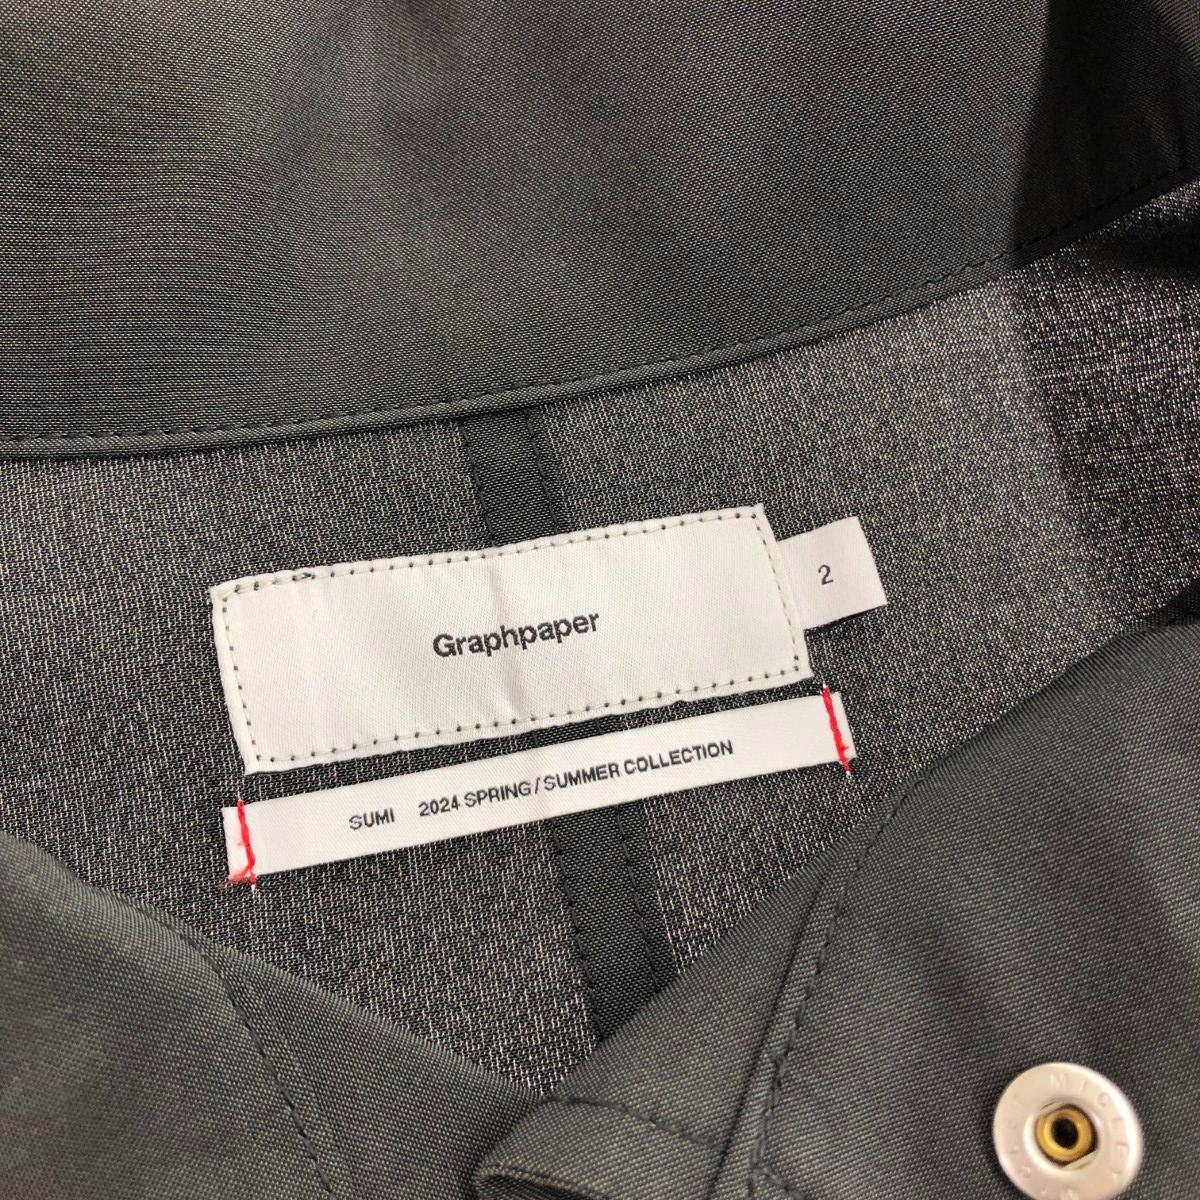 Graphpaper
2
SUMI 2024 SPRING / SUMMER COLLECTION